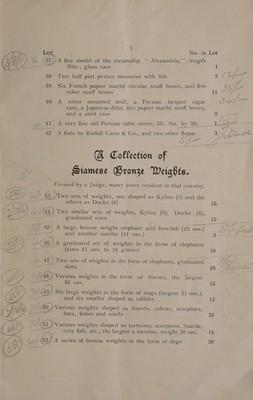 3
Lot No. in Lot
37 A fine model of the steamship "Alexandria," length
30in., glass case 1
38 Two half pint pewter measures with lids 2
39 Six French papier maché circular snuff boxes, and five
other snuff boxes 11
40 A silver mounted mull, a Persian lacquer cigar
case, a Japanese ditto, five papier maché snuff boxes,
and a card case 9
41 A very fine old Persian table cover, 5ft. 8in. by 5ft. 1
42 A flute by Rudall Carte & Co., and two other flutes 3
A Collection of
Siamese Bronze Weights.
Formed by a Judge, many years resident in that country.
43 Two sets of weights, one shaped as Kylins (9) and the
others as Ducks (6) 15
44 Two similar sets of weights, Kylins (9), Ducks (6),
graduated sizes 15
45 A large bronze weight elephant and howdah (42 ozs.)
and another similar (11 ozs.) 2
46 A graduated set of weights in the form of elephants
(sizes 21 ozs. to 16 grains) 16
47 Two sets of weights in the form of elephants, graduated
sizes 28
48 Various weights in the form of horses, the largest
34 ozs. 15
49 Six large weights in the form of stags (largest 21 ozs.),
and six smaller shaped as rabbits 12
50 Various weights shaped as lizards, cobras, scorpions,
bats, fishes and snails 32
51 Various weights shaped as tortoises, scorpions, lizards,
cray fish, etc., the largest a tortoise, weight 29 ozs. 15
52 A series of bronze weights in the form of dogs 20